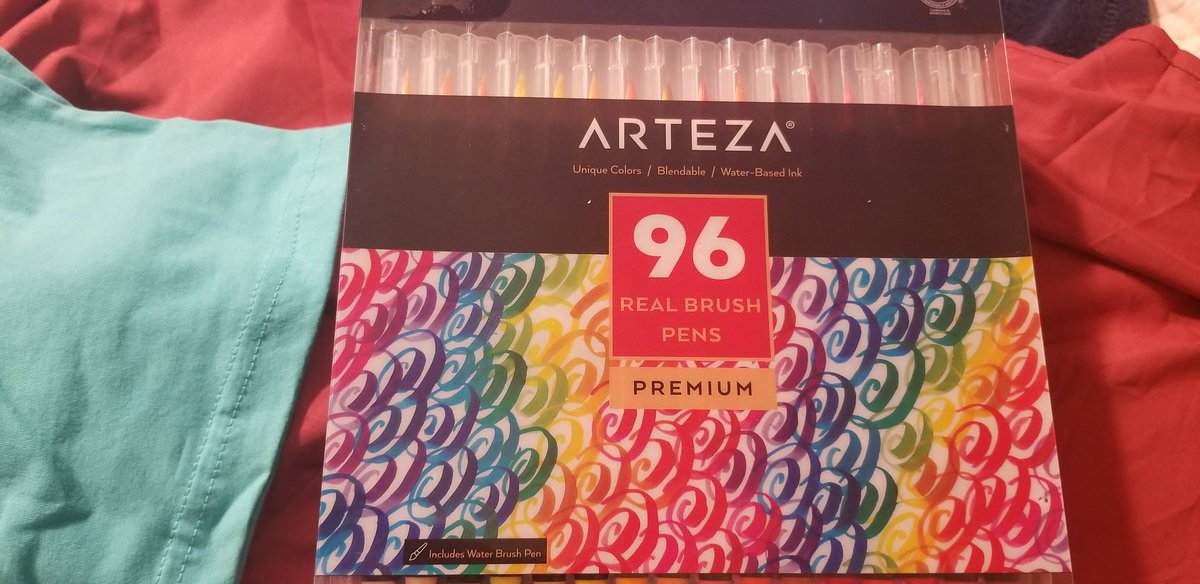 ARTEZA®
Unique Colors / Blendable / Water-Based Ink
96
REAL BRUSH
PENS
PREMIUM
Includes Water Brush Pen